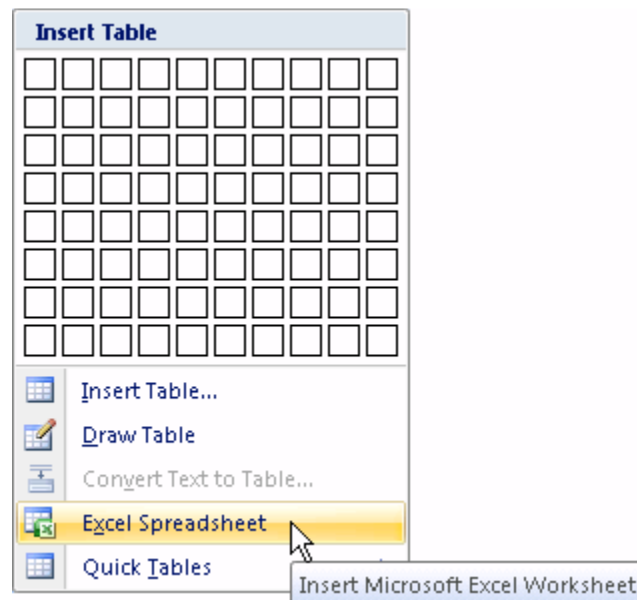 Insert Table
Insert Table...
Draw Table
Convert Text to Table...
Excel Spreadsheet
Quick Tables
Insert Microsoft Excel Worksheet